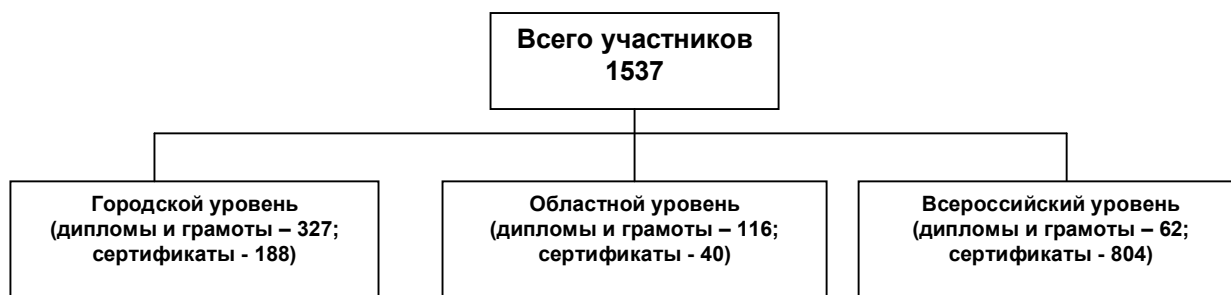 Всего участников
1537
Городской уровень
(дипломы и грамоты – 327;
сертификаты - 188)
Областной уровень
(дипломы и грамоты – 116;
сертификаты - 40)
Всероссийский уровень
(дипломы и грамоты – 62;
сертификаты - 804)